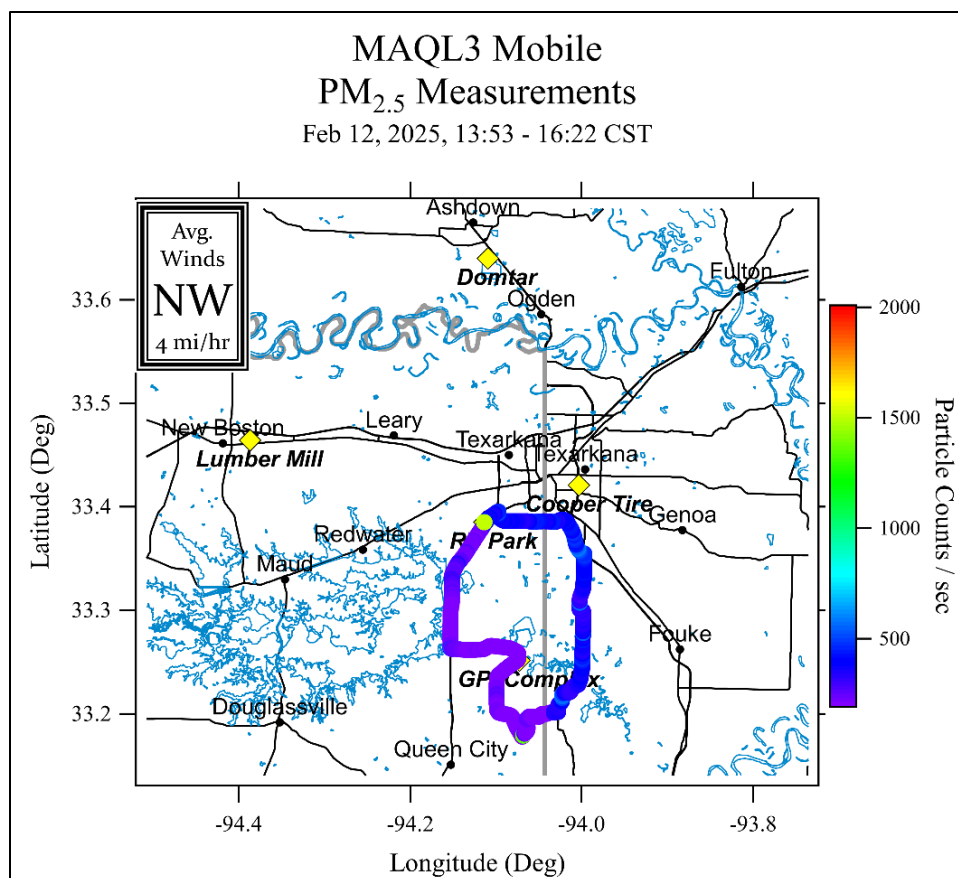 MAQL3 Mobile
PM2.5 Measurements
Feb 12, 2025, 13:53 - 16:22 CST
Avg.
Winds
NW
4 mi/hr
Ashdown
Domtar
Ogden
Fulton
New Boston
Lumber Mill
Leary
Texarkana
Texarkana
Cooper Tire
Genoa
Park
Redwater
Maud
Fouke
GP Complex
Douglassville
Queen City
33.6
33.5
33.4
33.3
33.2
Latitude (Deg)
-94.4
-94.2
-94.0
-93.8
Longitude (Deg)
2000
1500
1000
500
Particle Counts / sec